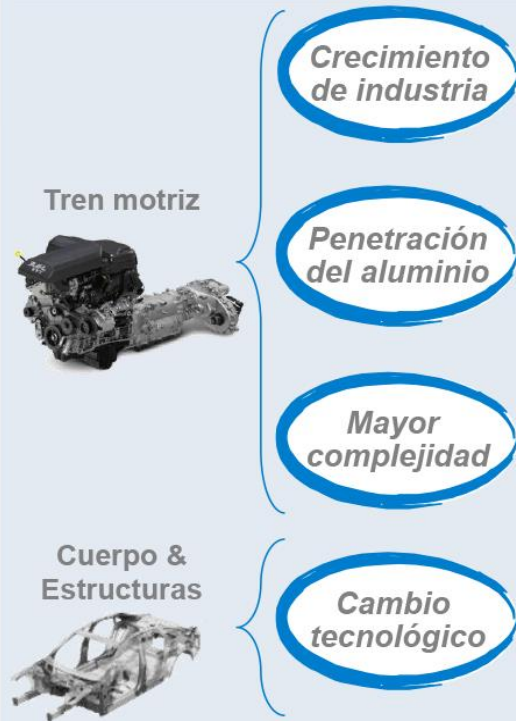 Tren motriz
Crecimiento
de industria
Penetración
del aluminio
Mayor
complejidad
Cuerpo &
Estructuras
Cambio
tecnológico